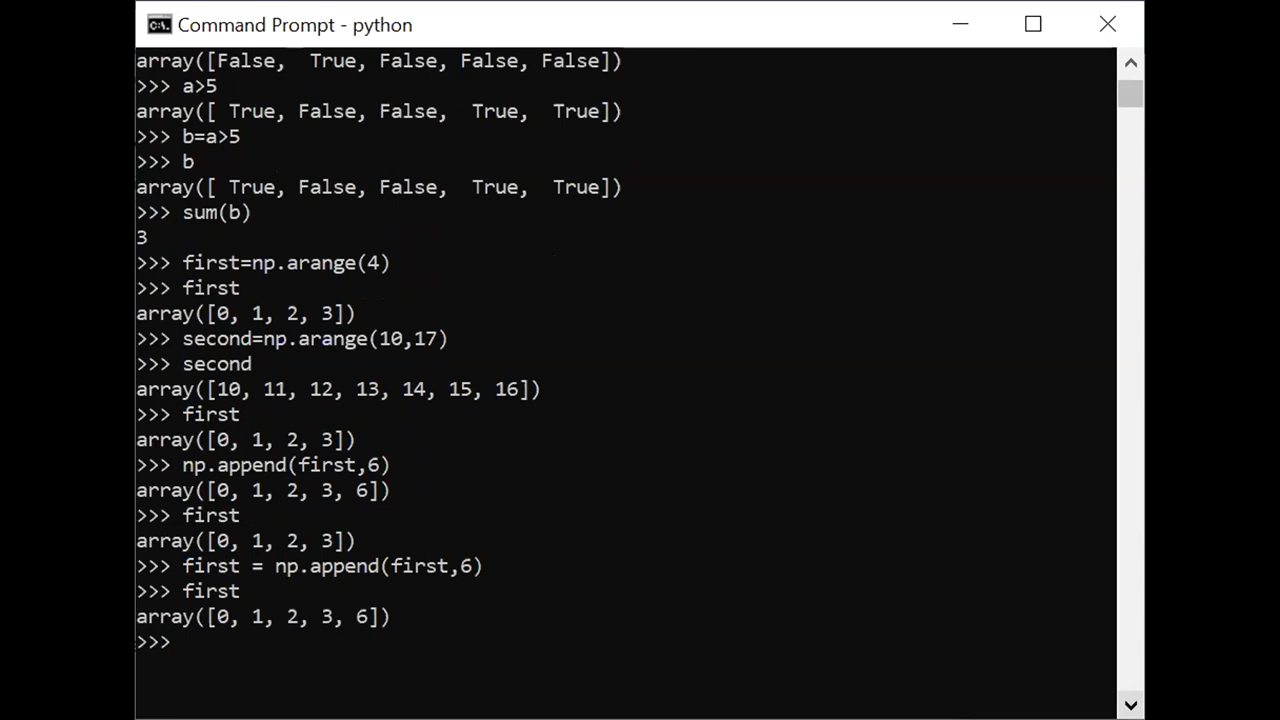 Command Prompt - python
array([False,  True, False, False, False])
>>> a>5
array([ True, False, False,  True,  True])
>>> b=a>5
>>> b
array([ True, False, False,  True,  True])
>>> sum(b)
3
>>> first=np.arange(4)
>>> first
array([0, 1, 2, 3])
>>> second=np.arange(10,17)
>>> second
array([10, 11, 12, 13, 14, 15, 16])
>>> first
array([0, 1, 2, 3])
>>> np.append(first,6)
array([0, 1, 2, 3, 6])
>>> first
array([0, 1, 2, 3])
>>> first = np.append(first,6)
>>> first
array([0, 1, 2, 3, 6])
>>>